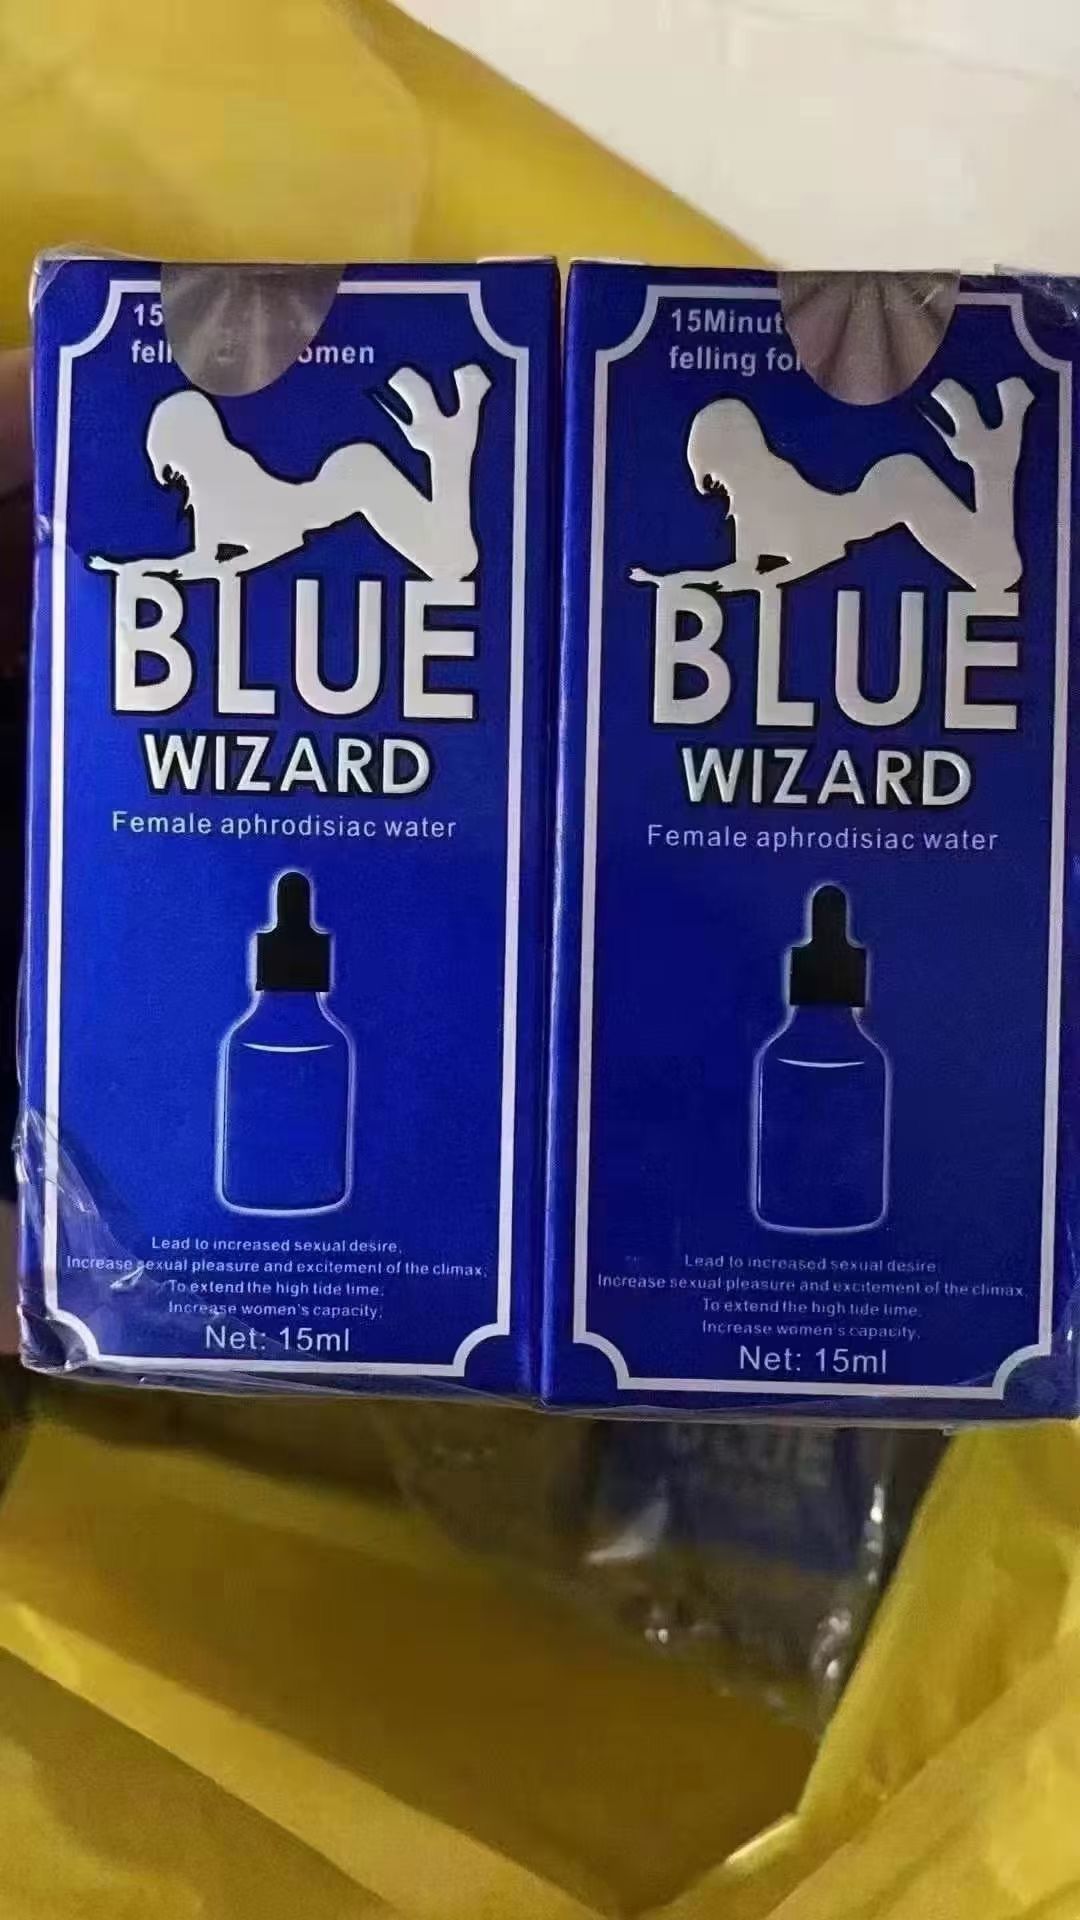 15
fell omen
BLUE
WIZARD
Female aphrodisiac water
Lead to increased sexual desire,
Increase sexual pleasure and excitement of the climax,
To extend the high tide time,
Increase women's capacity,
Net: 15ml
15Minut
felling for
BLUE
WIZARD
Female aphrodisiac water
Lead to increased sexual desire,
Increase sexual pleasure and excitement of the climax,
To extend the high tide time,
Increase women's capacity,
Net: 15ml